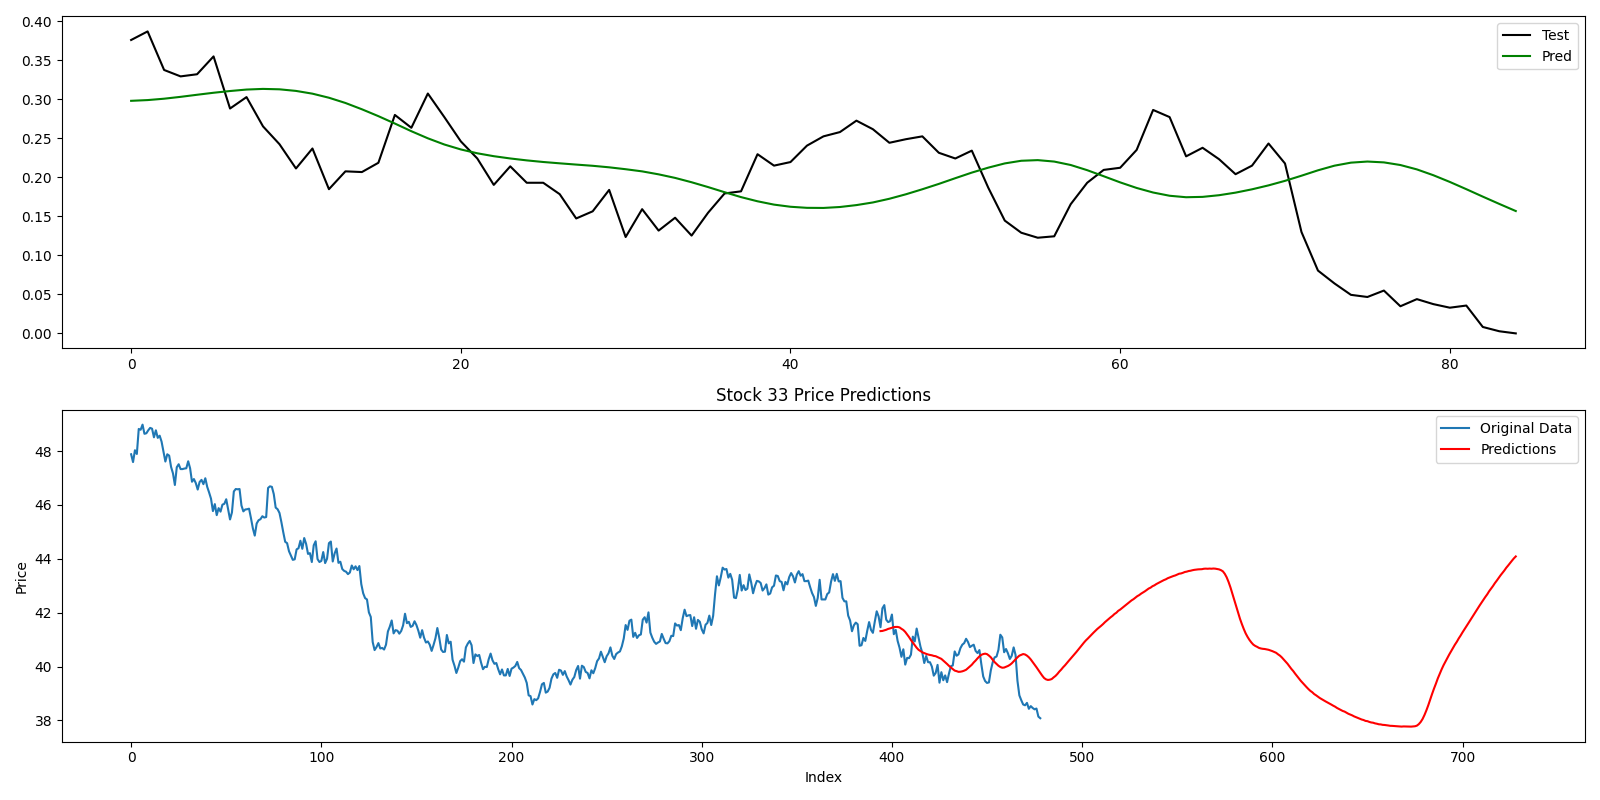 0.40
0.35
0.30
0.25
0.20
0.15
0.10
0.05
0.00
Test
Pred
0 20 40 60 80
Stock 33 Price Predictions
Price
48
46
44
42
40
38
Original Data
Predictions
0 100 200 300 400 500 600 700
Index